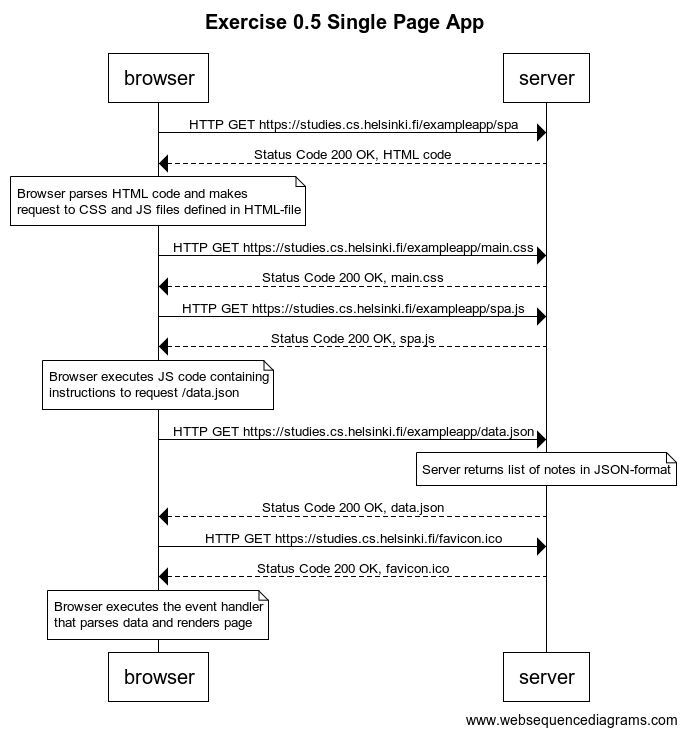 Exercise 0.5 Single Page App
browser
server
HTTP GET https://studies.cs.helsinki.fi/exampleapp/spa
Status Code 200 OK, HTML code
Browser parses HTML code and makes
request to CSS and JS files defined in HTML-file
HTTP GET https://studies.cs.helsinki.fi/exampleapp/main.css
Status Code 200 OK, main.css
HTTP GET https://studies.cs.helsinki.fi/exampleapp/spa.js
Status Code 200 OK, spa.js
Browser executes JS code containing
instructions to request /data.json
HTTP GET https://studies.cs.helsinki.fi/exampleapp/data.json
Server returns list of notes in JSON-format
Status Code 200 OK, data.json
HTTP GET https://studies.cs.helsinki.fi/favicon.ico
Status Code 200 OK, favicon.ico
Browser executes the event handler
that parses data and renders page
browser
server
www.websequencediagrams.com